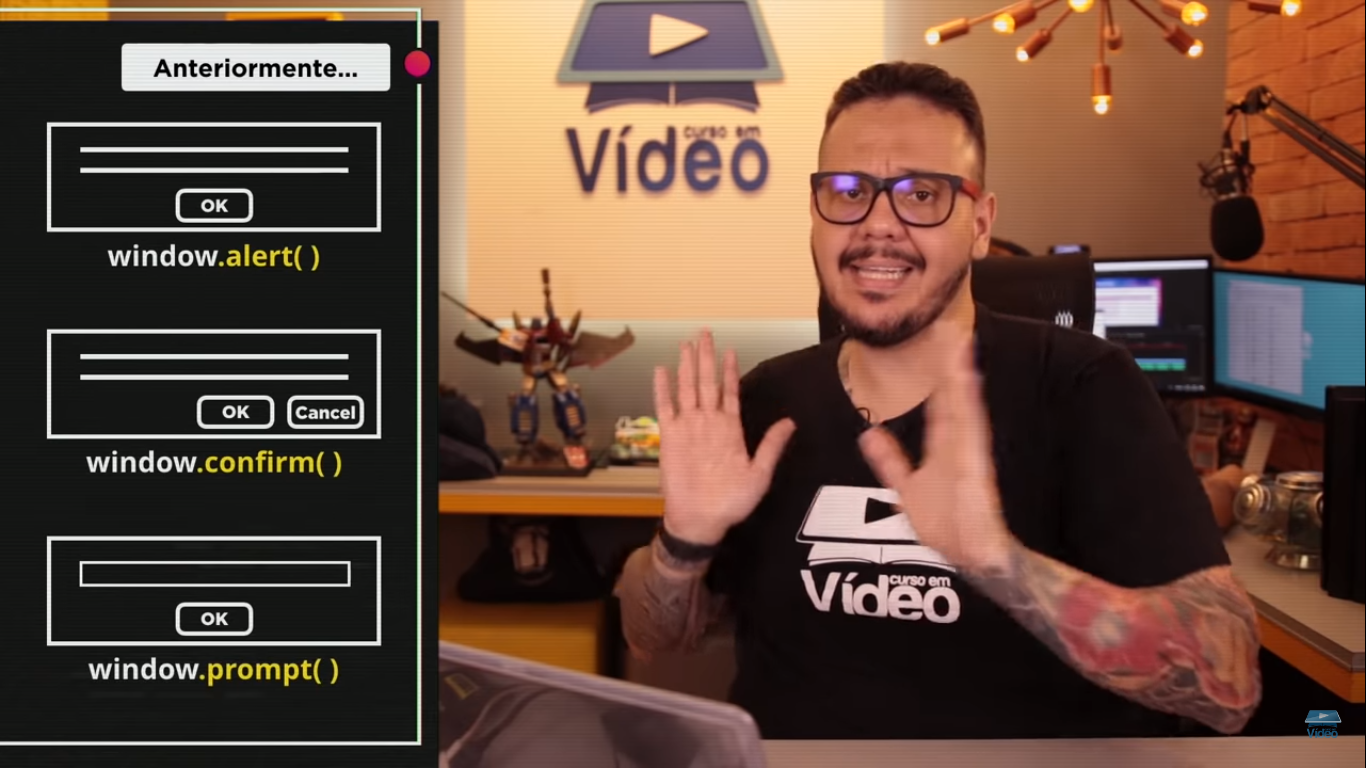 Anteriormente...
OK
window.alert( )
OK Cancel
window.confirm( )
OK
window.prompt( )
curso em
Vídeo
curso em
Vídeo
Vídeo